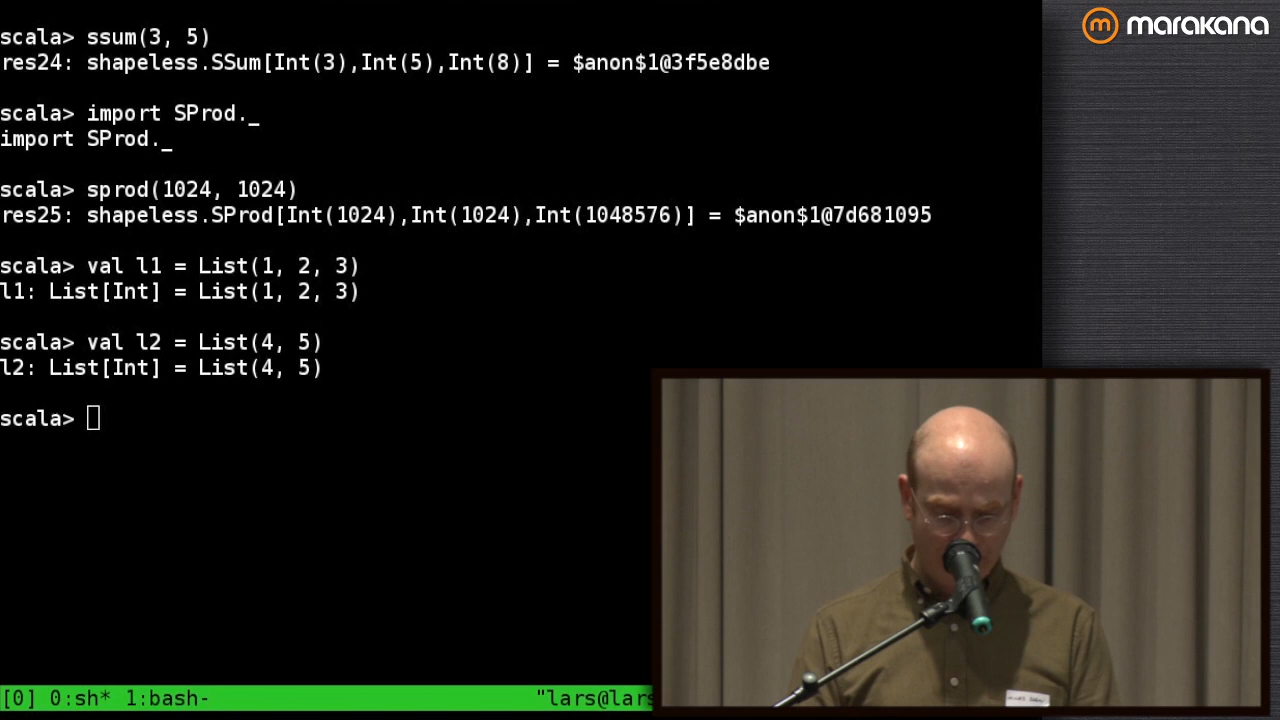 scala> ssum(3, 5)
res24: shapeless.SSum[Int(3),Int(5),Int(8)] = $anon$1@3f5e8dbe
scala> import SProd._
import SProd._
scala> sprod(1024, 1024)
res25: shapeless.SProd[Int(1024),Int(1024),Int(1048576)] = $anon$1@7d681095
scala> val l1 = List(1, 2, 3)
l1: List[Int] = List(1, 2, 3)
scala> val l2 = List(4, 5)
l2: List[Int] = List(4, 5)
scala>
[0] 0:sh* 1:bash- "lars@lars
m marakana